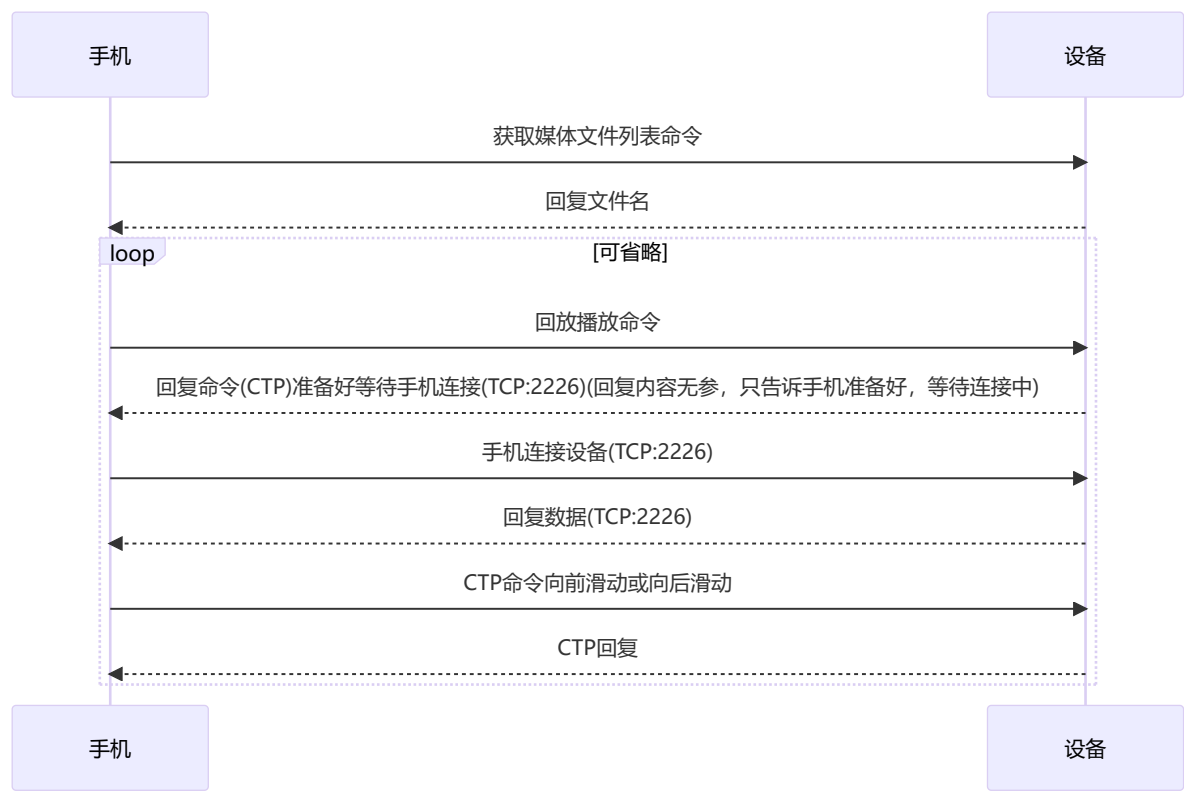 手机
设备
获取媒体文件列表命令
回复文件名
loop
[可省略]
回放播放命令
回复命令(CTP)准备好等待手机连接(TCP:2226)(回复内容无参，只告诉手机准备好，等待连接中)
手机连接设备(TCP:2226)
回复数据(TCP:2226)
CTP命令向前滑动或向后滑动
CTP回复
手机
设备